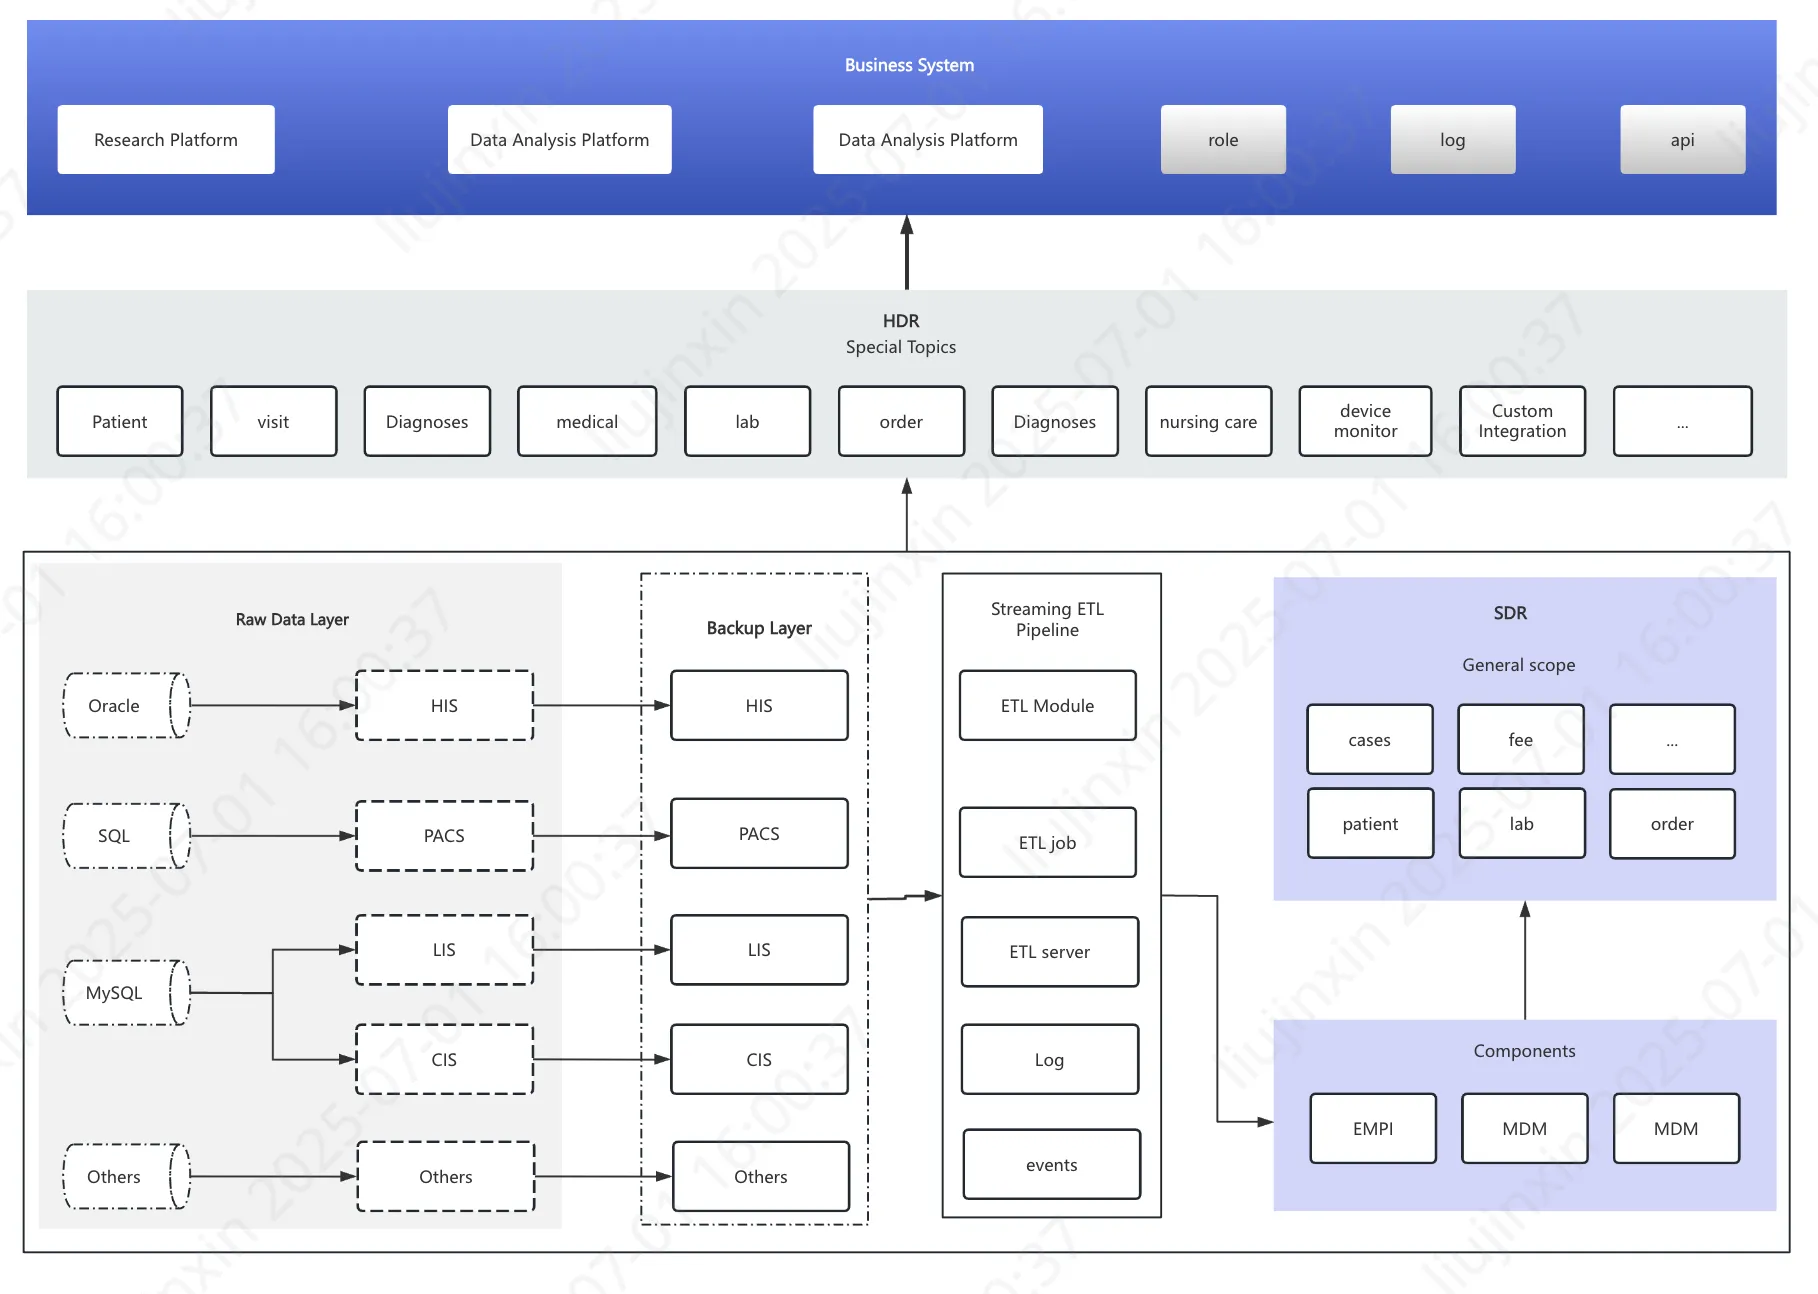 Business System
Research Platform
Data Analysis Platform
Data Analysis Platform
role
log
api
HDR
Special Topics
Patient
visit
Diagnoses
medical
lab
order
Diagnoses
nursing care
device
monitor
Custom
Integration
...
Raw Data Layer
Oracle
HIS
SQL
PACS
MySQL
LIS
CIS
Others
Others
Backup Layer
HIS
PACS
LIS
CIS
Others
Streaming ETL
Pipeline
ETL Module
ETL job
ETL server
Log
events
SDR
General scope
cases
fee
...
patient
lab
order
Components
EMPI
MDM
MDM
liujinxin 2025-07-01 16:00:37